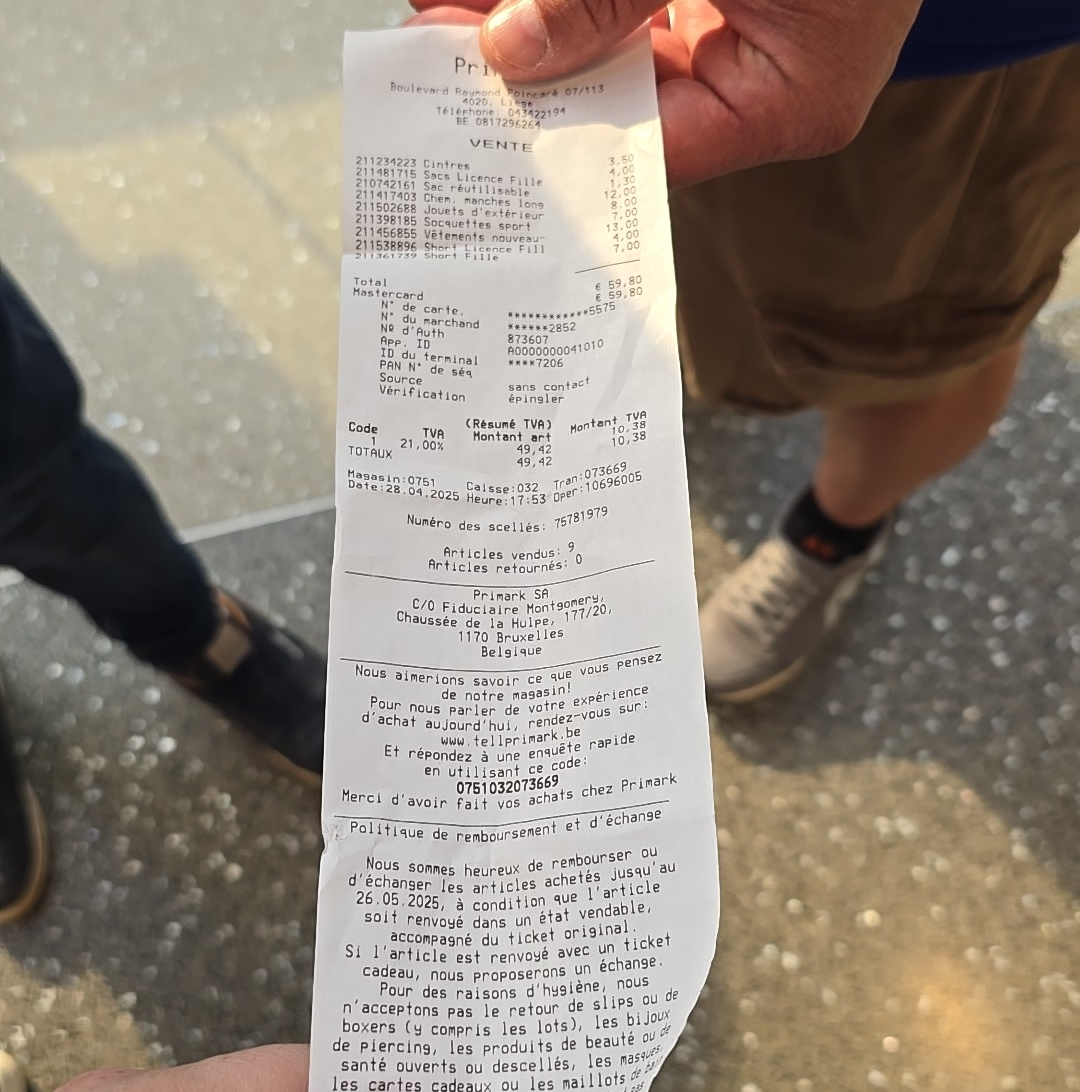 Pri
Boulevard Raymond Poincaré 07/113
4020, Liège
Téléphone: 043422194
BE 0817296264
VENTE
211234223 Cintres 3,50
211481715 Sacs Licence Fille 4,00
210742161 Sac réutilisable 1,30
211417403 Chem. manches long 12,00
211502688 Jouets d'extérieur 8,00
211398185 Socquettes sport 7,00
211456855 Vêtements nouveau- 13,00
211538896 Short Licence Fill 4,00
211361739 Short Fille 7,00
Total € 59,80
Mastercard € 59,80
N° de carte. ************5575
N° du marchand ******2852
Nº d'Auth 873607
App. ID A0000000041010
ID du terminal ****7206
PAN N° de séq
Source sans contact
Vérification épingler
(Résumé TVA)
Code TVA Montant art Montant TVA
1 21,00% 49,42 10,38
TOTAUX 49,42 10,38
Magasin:0751 Caisse:032 Tran:073669
Date:28.04.2025 Heure:17:53 Oper:10696005
Numéro des scellés: 75781979
Articles vendus: 9
Articles retournés: 0
Primark SA
C/O Fiduciaire Montgomery,
Chaussée de la Hulpe, 177/20,
1170 Bruxelles
Belgique
Nous aimerions savoir ce que vous pensez
de notre magasin!
Pour nous parler de votre expérience
d'achat aujourd'hui, rendez-vous sur:
www.tellprimark.be
Et répondez à une enquête rapide
en utilisant ce code:
0751032073669
Merci d'avoir fait vos achats chez Primark
Politique de remboursement et d'échange
Nous sommes heureux de rembourser ou
d'échanger les articles achetés jusqu'au
26.05.2025, à condition que l'article
soit renvoyé dans un état vendable,
accompagné du ticket original.
Si l'article est renvoyé avec un ticket
cadeau, nous proposerons un échange.
Pour des raisons d'hygiène, nous
n'acceptons pas le retour de slips ou de
boxers (y compris les lots), les bijoux
de piercing, les produits de beauté ou de
santé ouverts ou descellés, les masques,
les cartes cadeaux ou les maillots de bain